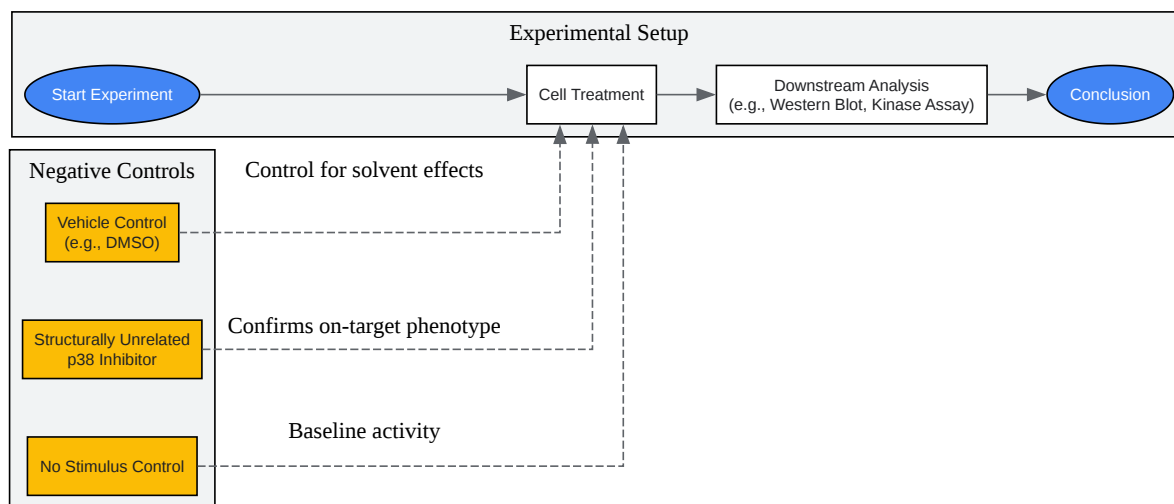 Experimental Setup
Start Experiment
Cell Treatment
Downstream Analysis
(e.g., Western Blot, Kinase Assay)
Conclusion
Negative Controls
Control for solvent effects
Vehicle Control
(e.g., DMSO)
Confirms on-target phenotype
Structurally Unrelated
p38 Inhibitor
Baseline activity
No Stimulus Control